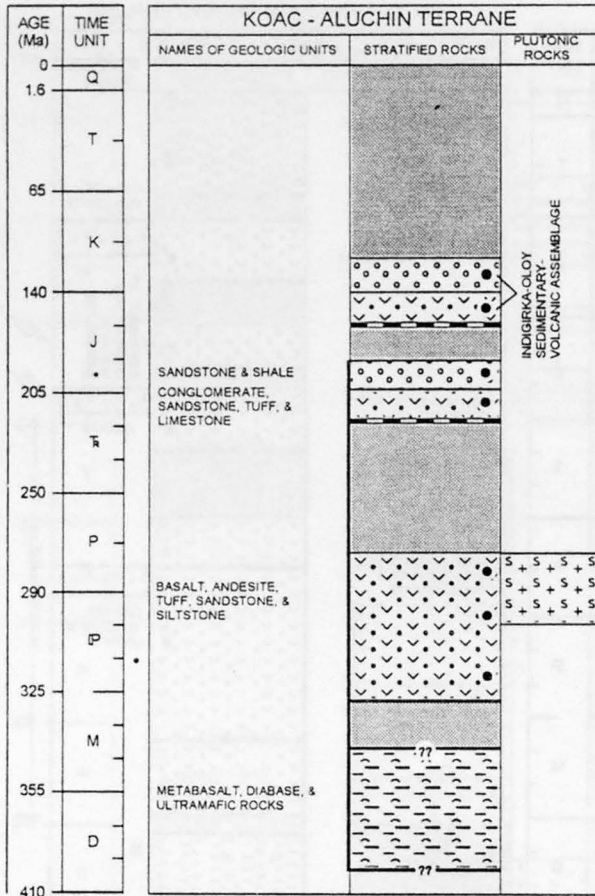 AGE
(Ma)
TIME
UNIT
KOAC - ALUCHIN TERRANE
NAMES OF GEOLOGIC UNITS
STRATIFIED ROCKS
PLUTONIC
ROCKS
0
Q
1.6
T
65
K
140
J
INDIGIRKA-OLOY
SEDIMENTARY-
VOLCANIC ASSEMBLAGE
SANDSTONE & SHALE
205
CONGLOMERATE,
SANDSTONE, TUFF, &
LIMESTONE
250
P
S S S S
S S S S
S S S S
290
BASALT, ANDESITE,
TUFF, SANDSTONE, &
SILTSTONE
325
M
??
355
METABASALT, DIABASE, &
ULTRAMAFIC ROCKS
D
??
410